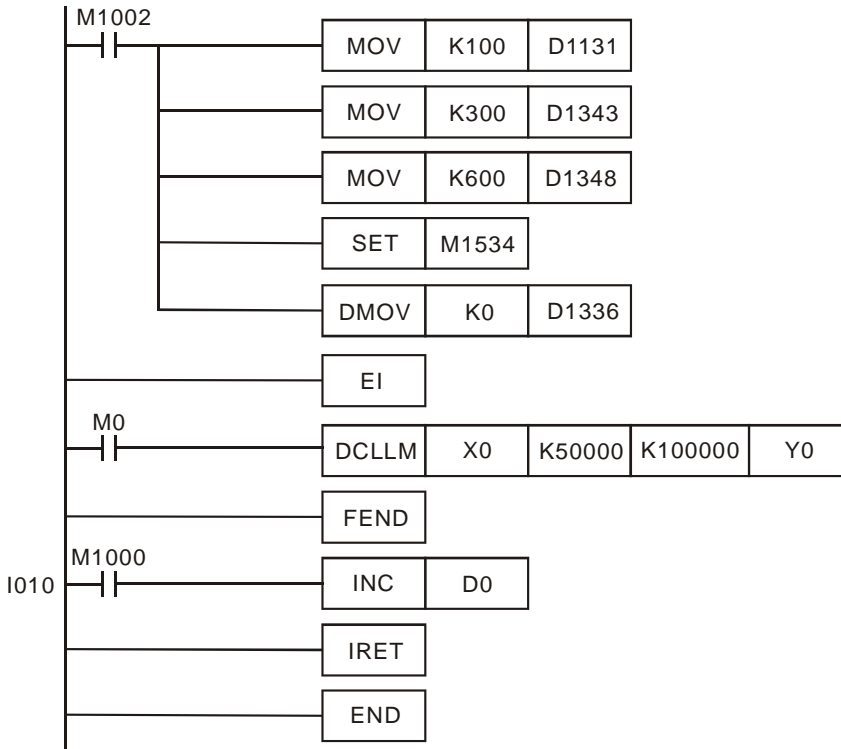 M1002
MOV K100 D1131
MOV K300 D1343
MOV K600 D1348
SET M1534
DMOV K0 D1336
EI
M0
DCLLM X0 K50000 K100000 Y0
FEND
M1000
I010 INC D0
IRET
END